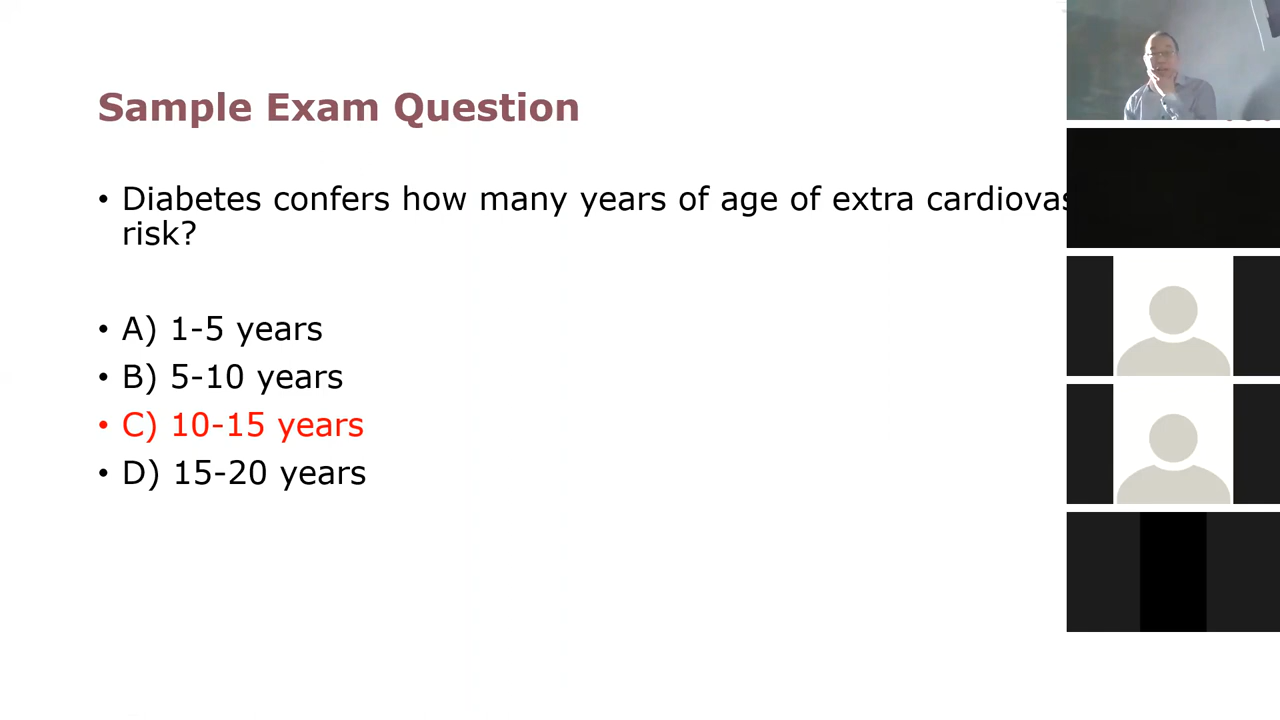 Sample Exam Question
• Diabetes confers how many years of age of extra
risk?
• A) 1-5 years
• B) 5-10 years
• C) 10-15 years
• D) 15-20 years